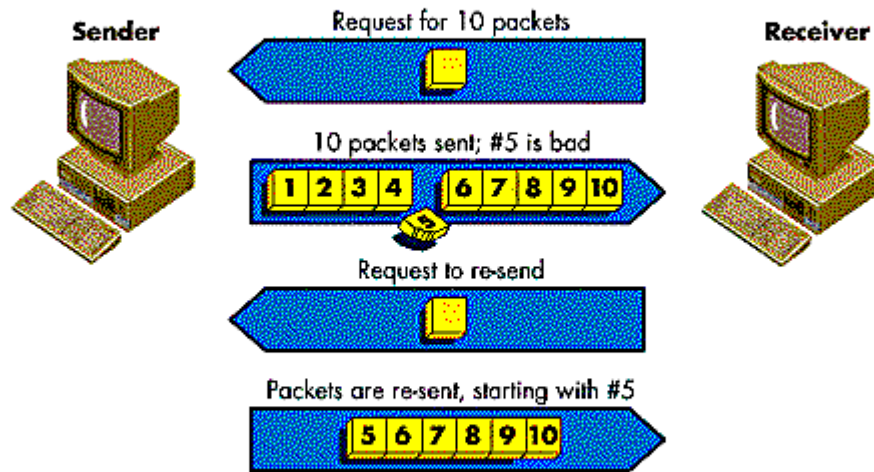 Request for 10 packets
Sender
Receiver
10 packets sent; #5 is bad
1 2 3 4 6 7 8 9 10
5
Request to re-send
Packets are re-sent, starting with #5
5 6 7 8 9 10